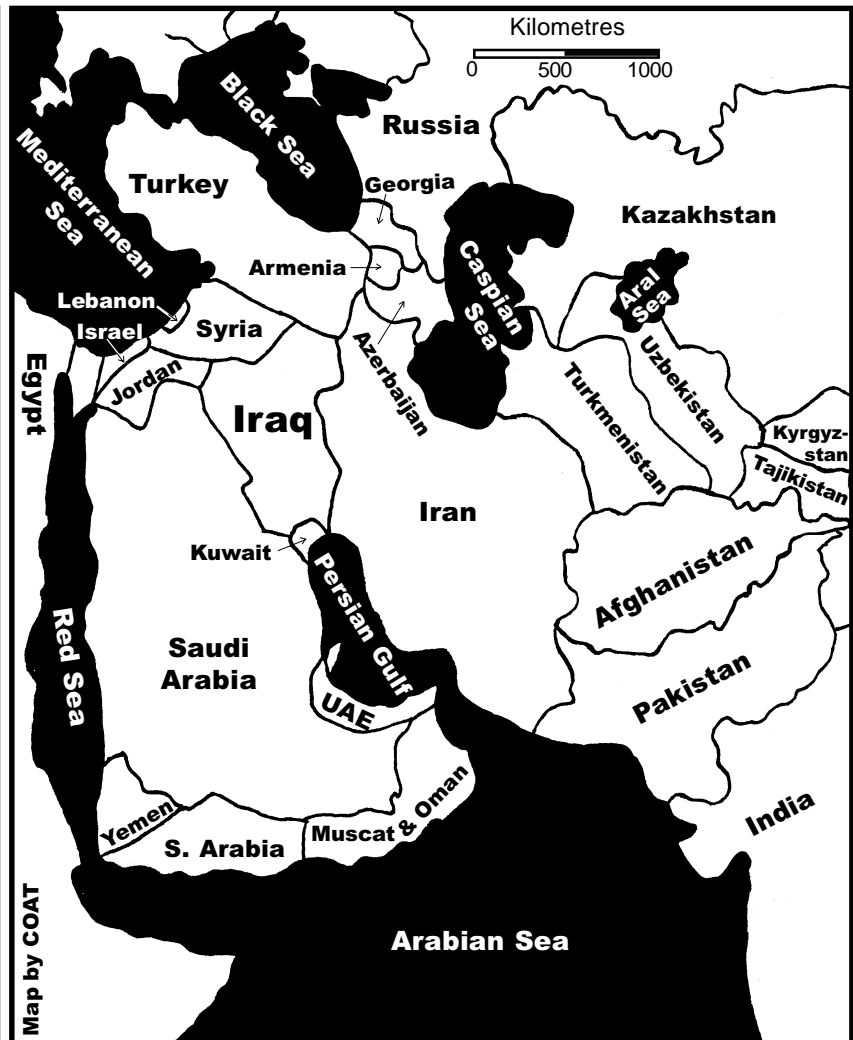 Kilometres
0 500 1000
Black Sea
Russia
Mediterranean
Sea
Turkey
Georgia
Kazakhstan
Armenia
Caspian
Sea
Aral
Sea
Lebanon
Israel
Syria
Azerbaijan
Uzbekistan
Turkmenistan
Egypt
Jordan
Iraq
Kyrgyz-
stan
Tajikistan
Iran
Kuwait
Afghanistan
Persian Gulf
Red Sea
Saudi
Arabia
Pakistan
UAE
Yemen
S. Arabia
Muscat & Oman
India
Arabian Sea
Map by COAT